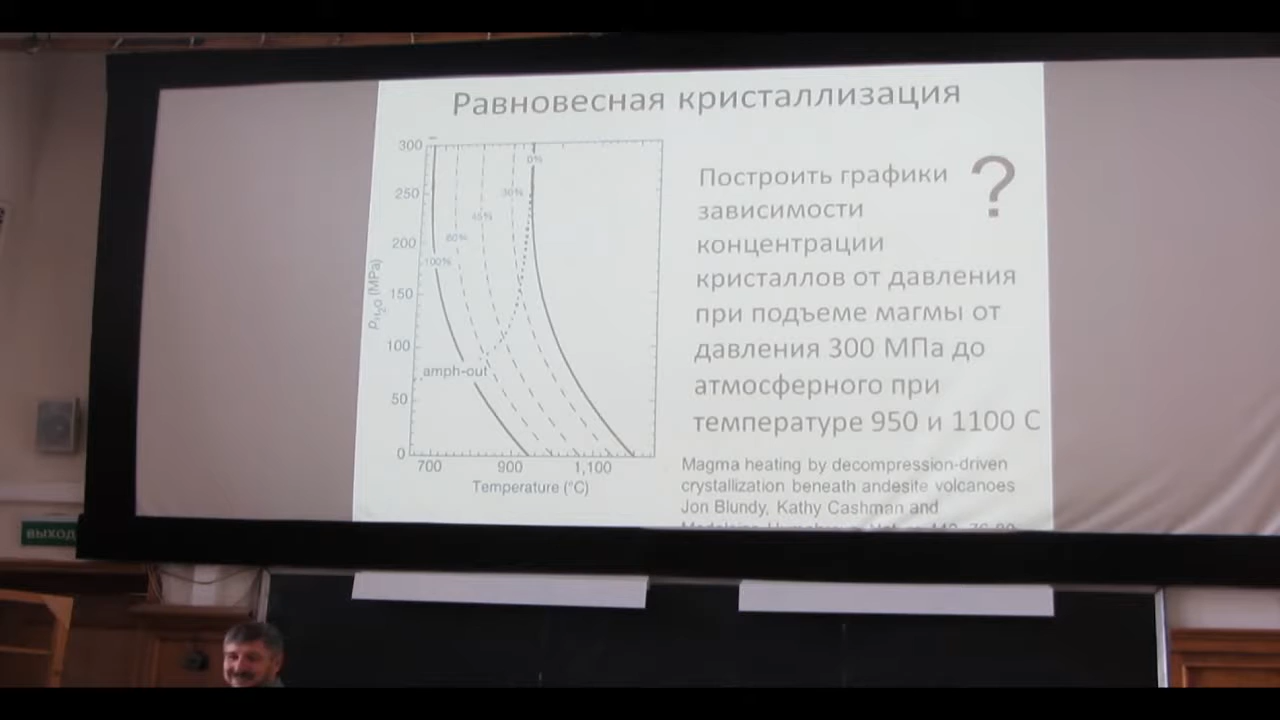 Равновесная кристаллизация
300
250
200
150
100
50
0
0%
30%
45%
60%
100%
amph-out
700
900
1,100
Temperature (°C)
PH₂O (MPa)
Построить графики
зависимости
концентрации
кристаллов от давления
при подъеме магмы от
давления 300 МПа до
атмосферного при
температуре 950 и 1100 С
?
Magma heating by decompression-driven
crystallization beneath andesite volcanoes
Jon Blundy, Kathy Cashman and
ВЫХОД